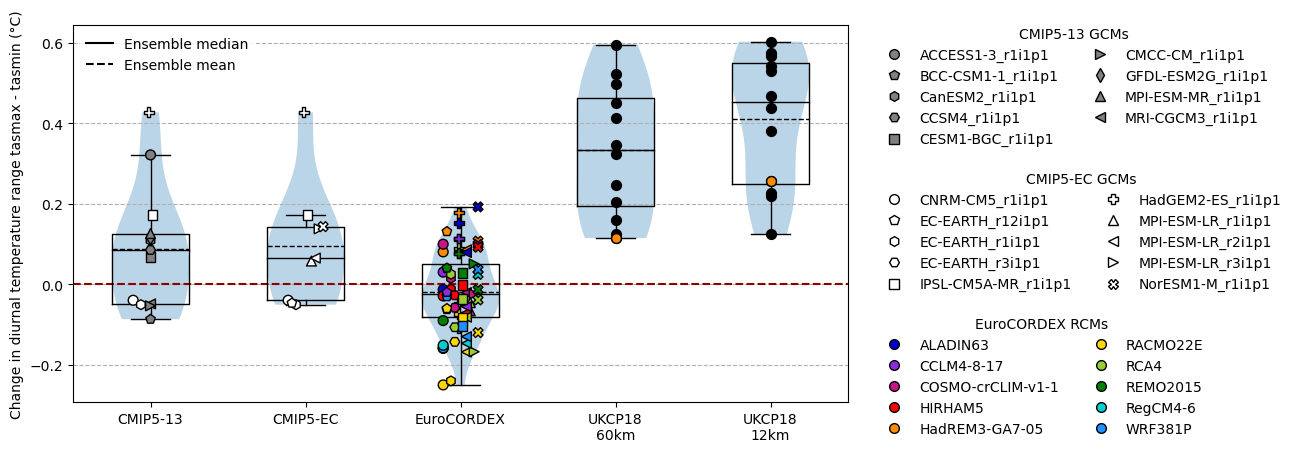 Change in diurnal temperature range tasmax - tasmin (°C)
0.6
0.4
0.2
0.0
−0.2
Ensemble median
Ensemble mean
CMIP5-13
CMIP5-EC
EuroCORDEX
UKCP18
60km
UKCP18
12km
CMIP5-13 GCMs
ACCESS1-3_r1i1p1
BCC-CSM1-1_r1i1p1
CanESM2_r1i1p1
CCSM4_r1i1p1
CESM1-BGC_r1i1p1
CMCC-CM_r1i1p1
GFDL-ESM2G_r1i1p1
MPI-ESM-MR_r1i1p1
MRI-CGCM3_r1i1p1
CMIP5-EC GCMs
CNRM-CM5_r1i1p1
EC-EARTH_r12i1p1
EC-EARTH_r1i1p1
EC-EARTH_r3i1p1
IPSL-CM5A-MR_r1i1p1
HadGEM2-ES_r1i1p1
MPI-ESM-LR_r1i1p1
MPI-ESM-LR_r2i1p1
MPI-ESM-LR_r3i1p1
NorESM1-M_r1i1p1
EuroCORDEX RCMs
ALADIN63
CCLM4-8-17
COSMO-crCLIM-v1-1
HIRHAM5
HadREM3-GA7-05
RACMO22E
RCA4
REMO2015
RegCM4-6
WRF381P